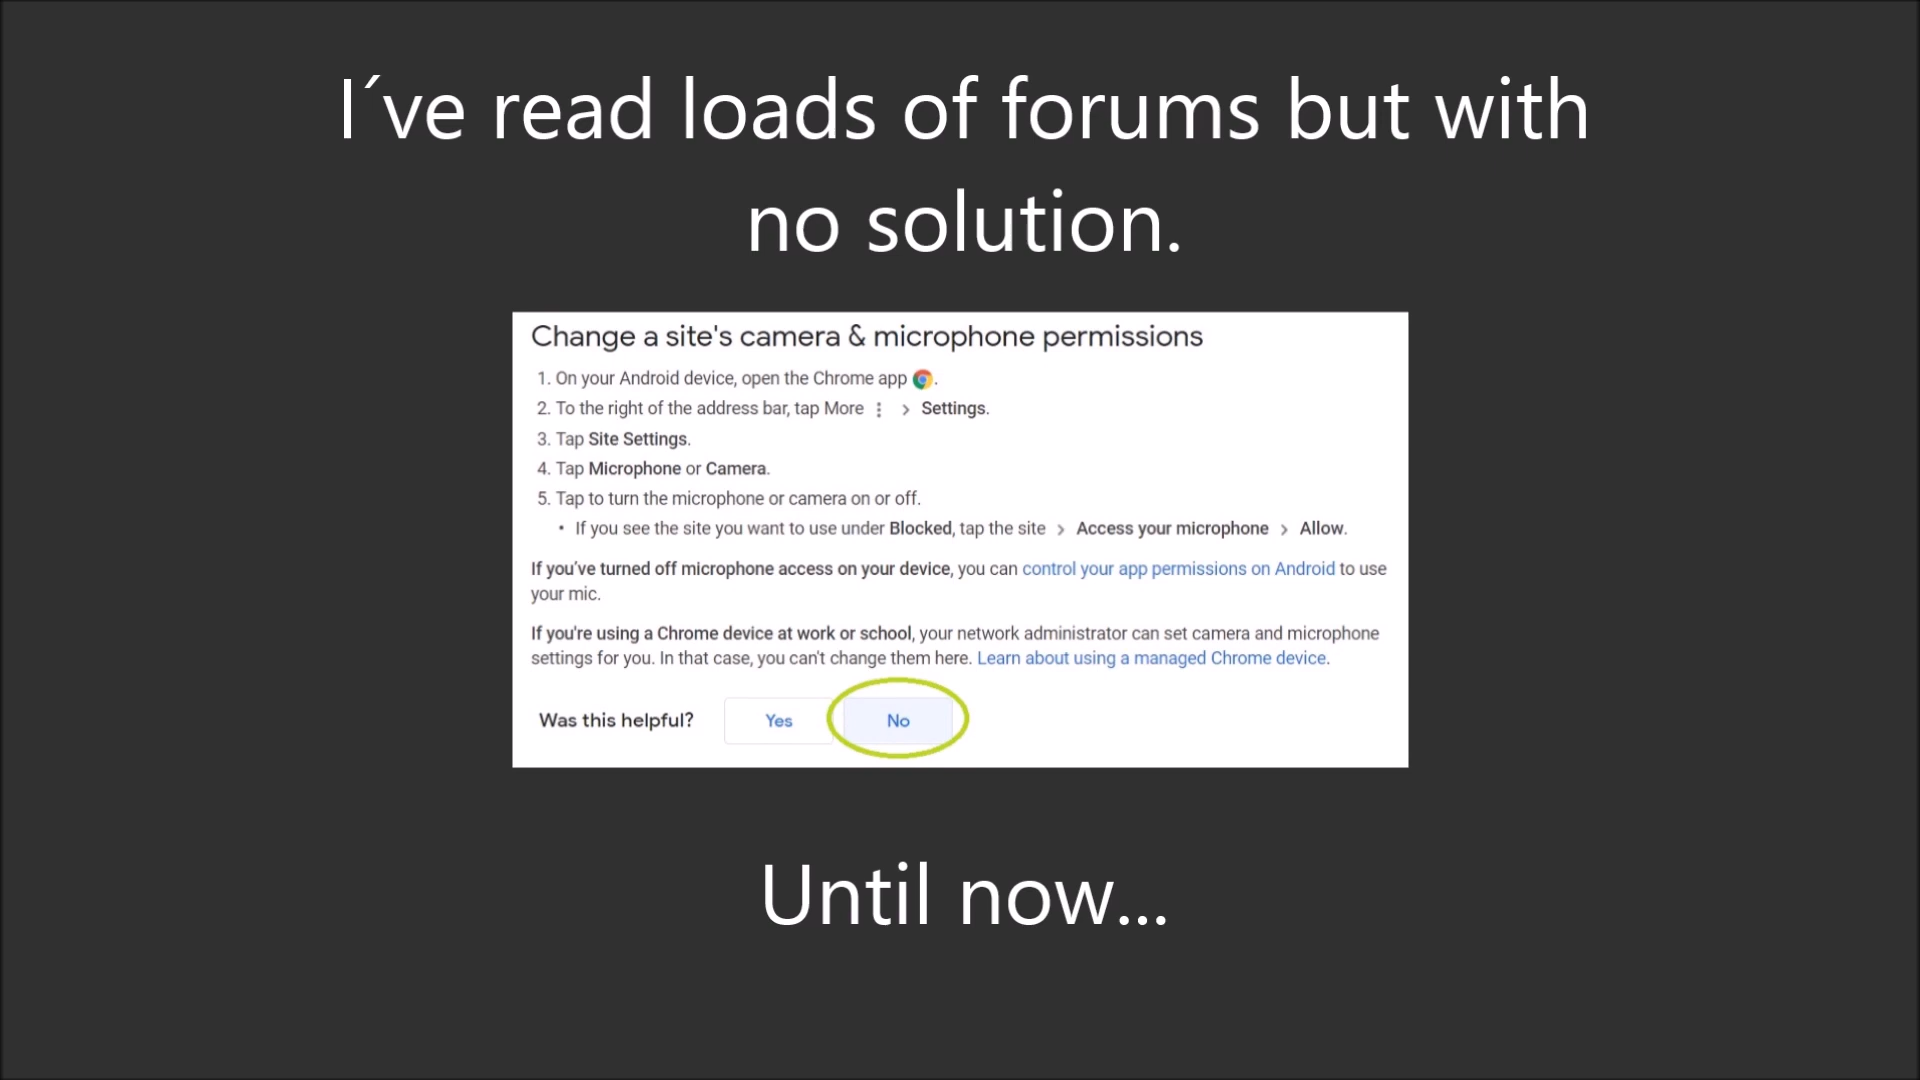 I´ve read loads of forums but with
no solution.
Change a site's camera & microphone permissions
1. On your Android device, open the Chrome app .
2. To the right of the address bar, tap More ⋮ > Settings.
3. Tap Site Settings.
4. Tap Microphone or Camera.
5. Tap to turn the microphone or camera on or off.
• If you see the site you want to use under Blocked, tap the site > Access your microphone > Allow.
If you've turned off microphone access on your device, you can control your app permissions on Android to use
your mic.
If you're using a Chrome device at work or school, your network administrator can set camera and microphone
settings for you. In that case, you can't change them here. Learn about using a managed Chrome device.
Was this helpful? Yes No
Until now...